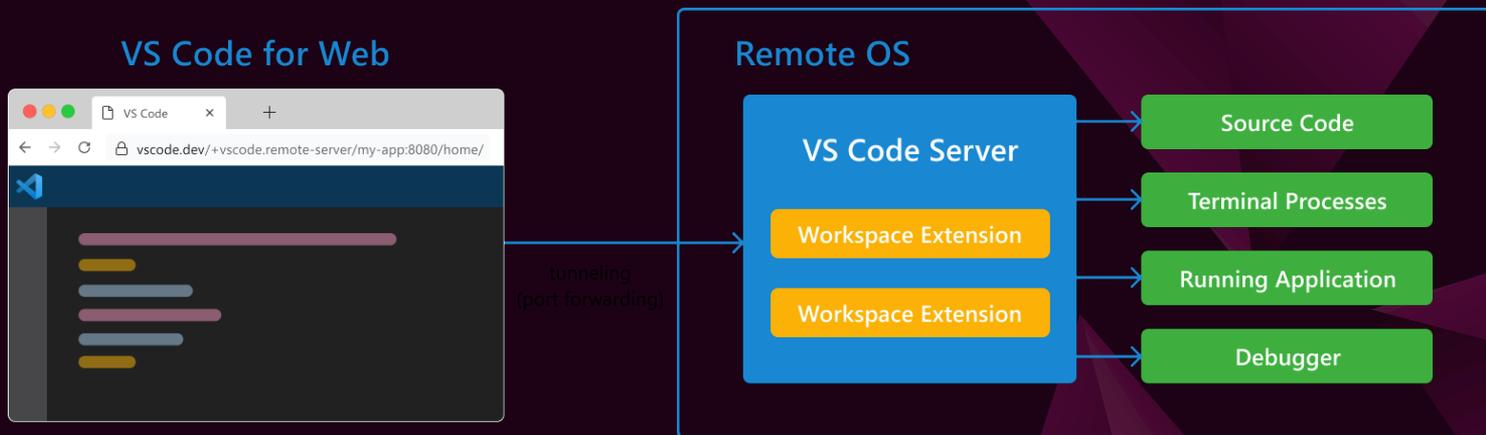 VS Code for Web
Remote OS
VS Code
vscode.dev/+vscode.remote-server/my-app:8080/home/
tunneling
(port forwarding)
VS Code Server
Workspace Extension
Workspace Extension
Source Code
Terminal Processes
Running Application
Debugger